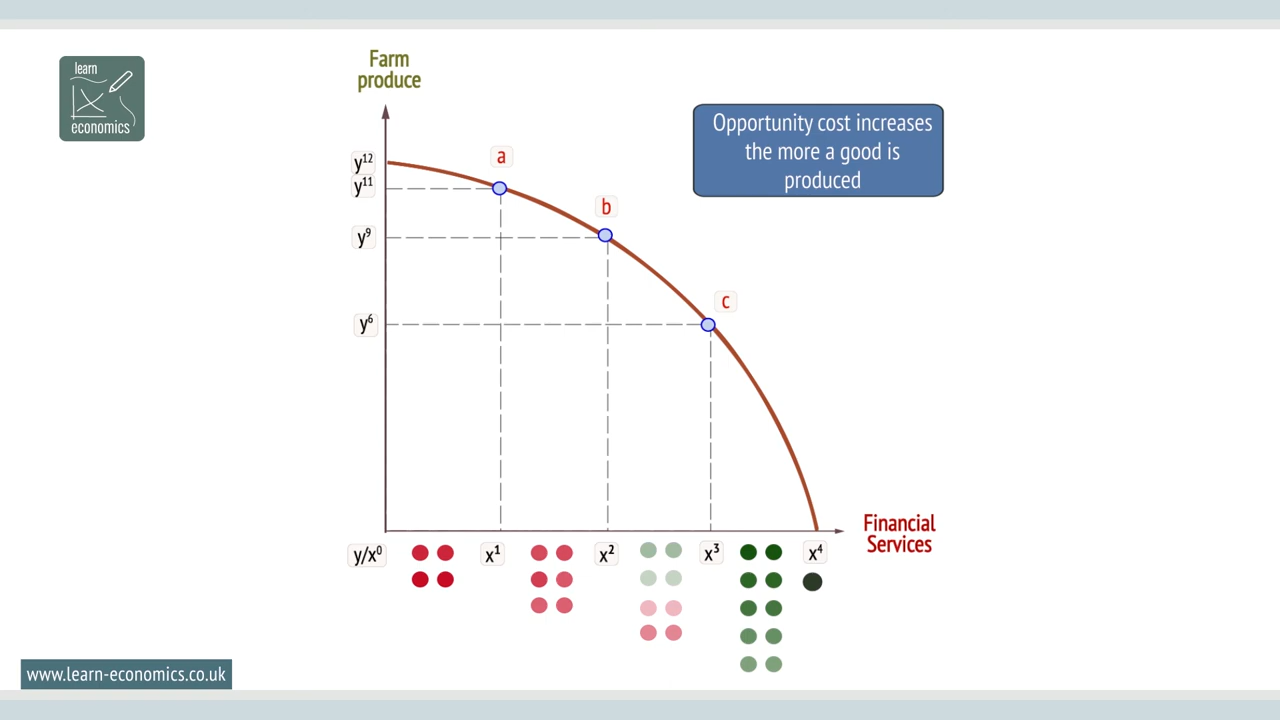 learn
economics
Farm
produce
Opportunity cost increases
the more a good is
produced
y¹²
a
y¹¹
b
y⁹
c
y⁶
Financial
Services
y/x⁰
x¹
x²
x³
x⁴
www.learn-economics.co.uk